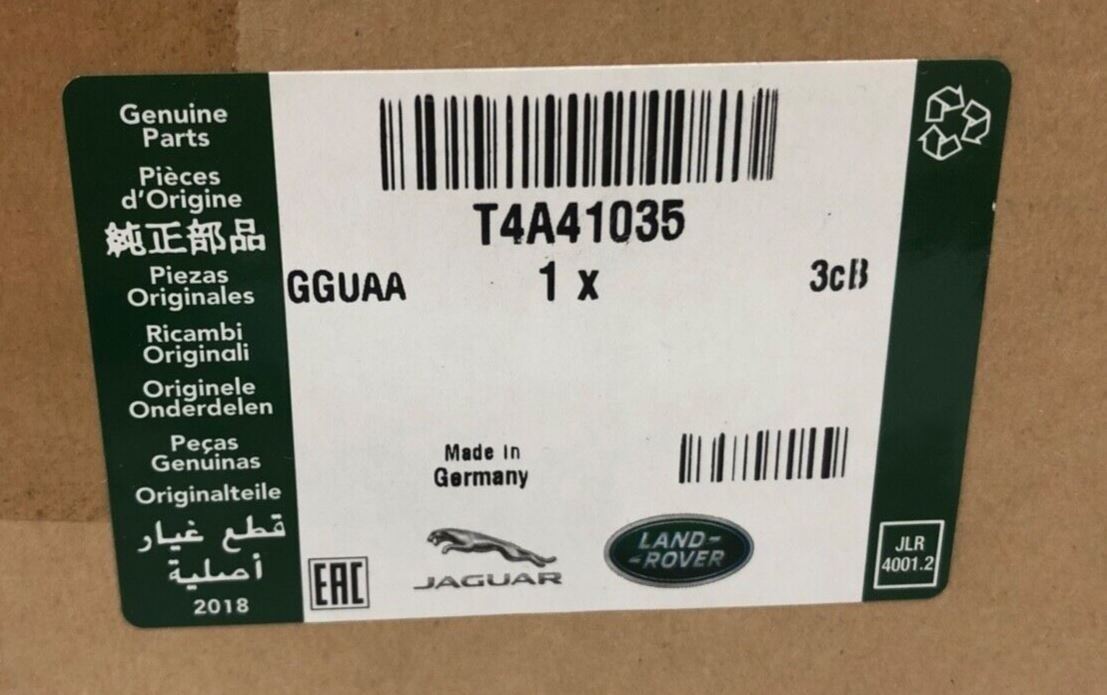 Genuine
Parts
Pièces
d'Origine
純正部品
Piezas
Originales
Ricambi
Originali
Originele
Onderdelen
Peças
Genuinas
Originalteile
قطع غيار
أصلية
2018
T4A41035
GGUAA 1 x 3cB
Made in
Germany
EAC
JAGUAR
LAND-
-ROVER
JLR
4001.2